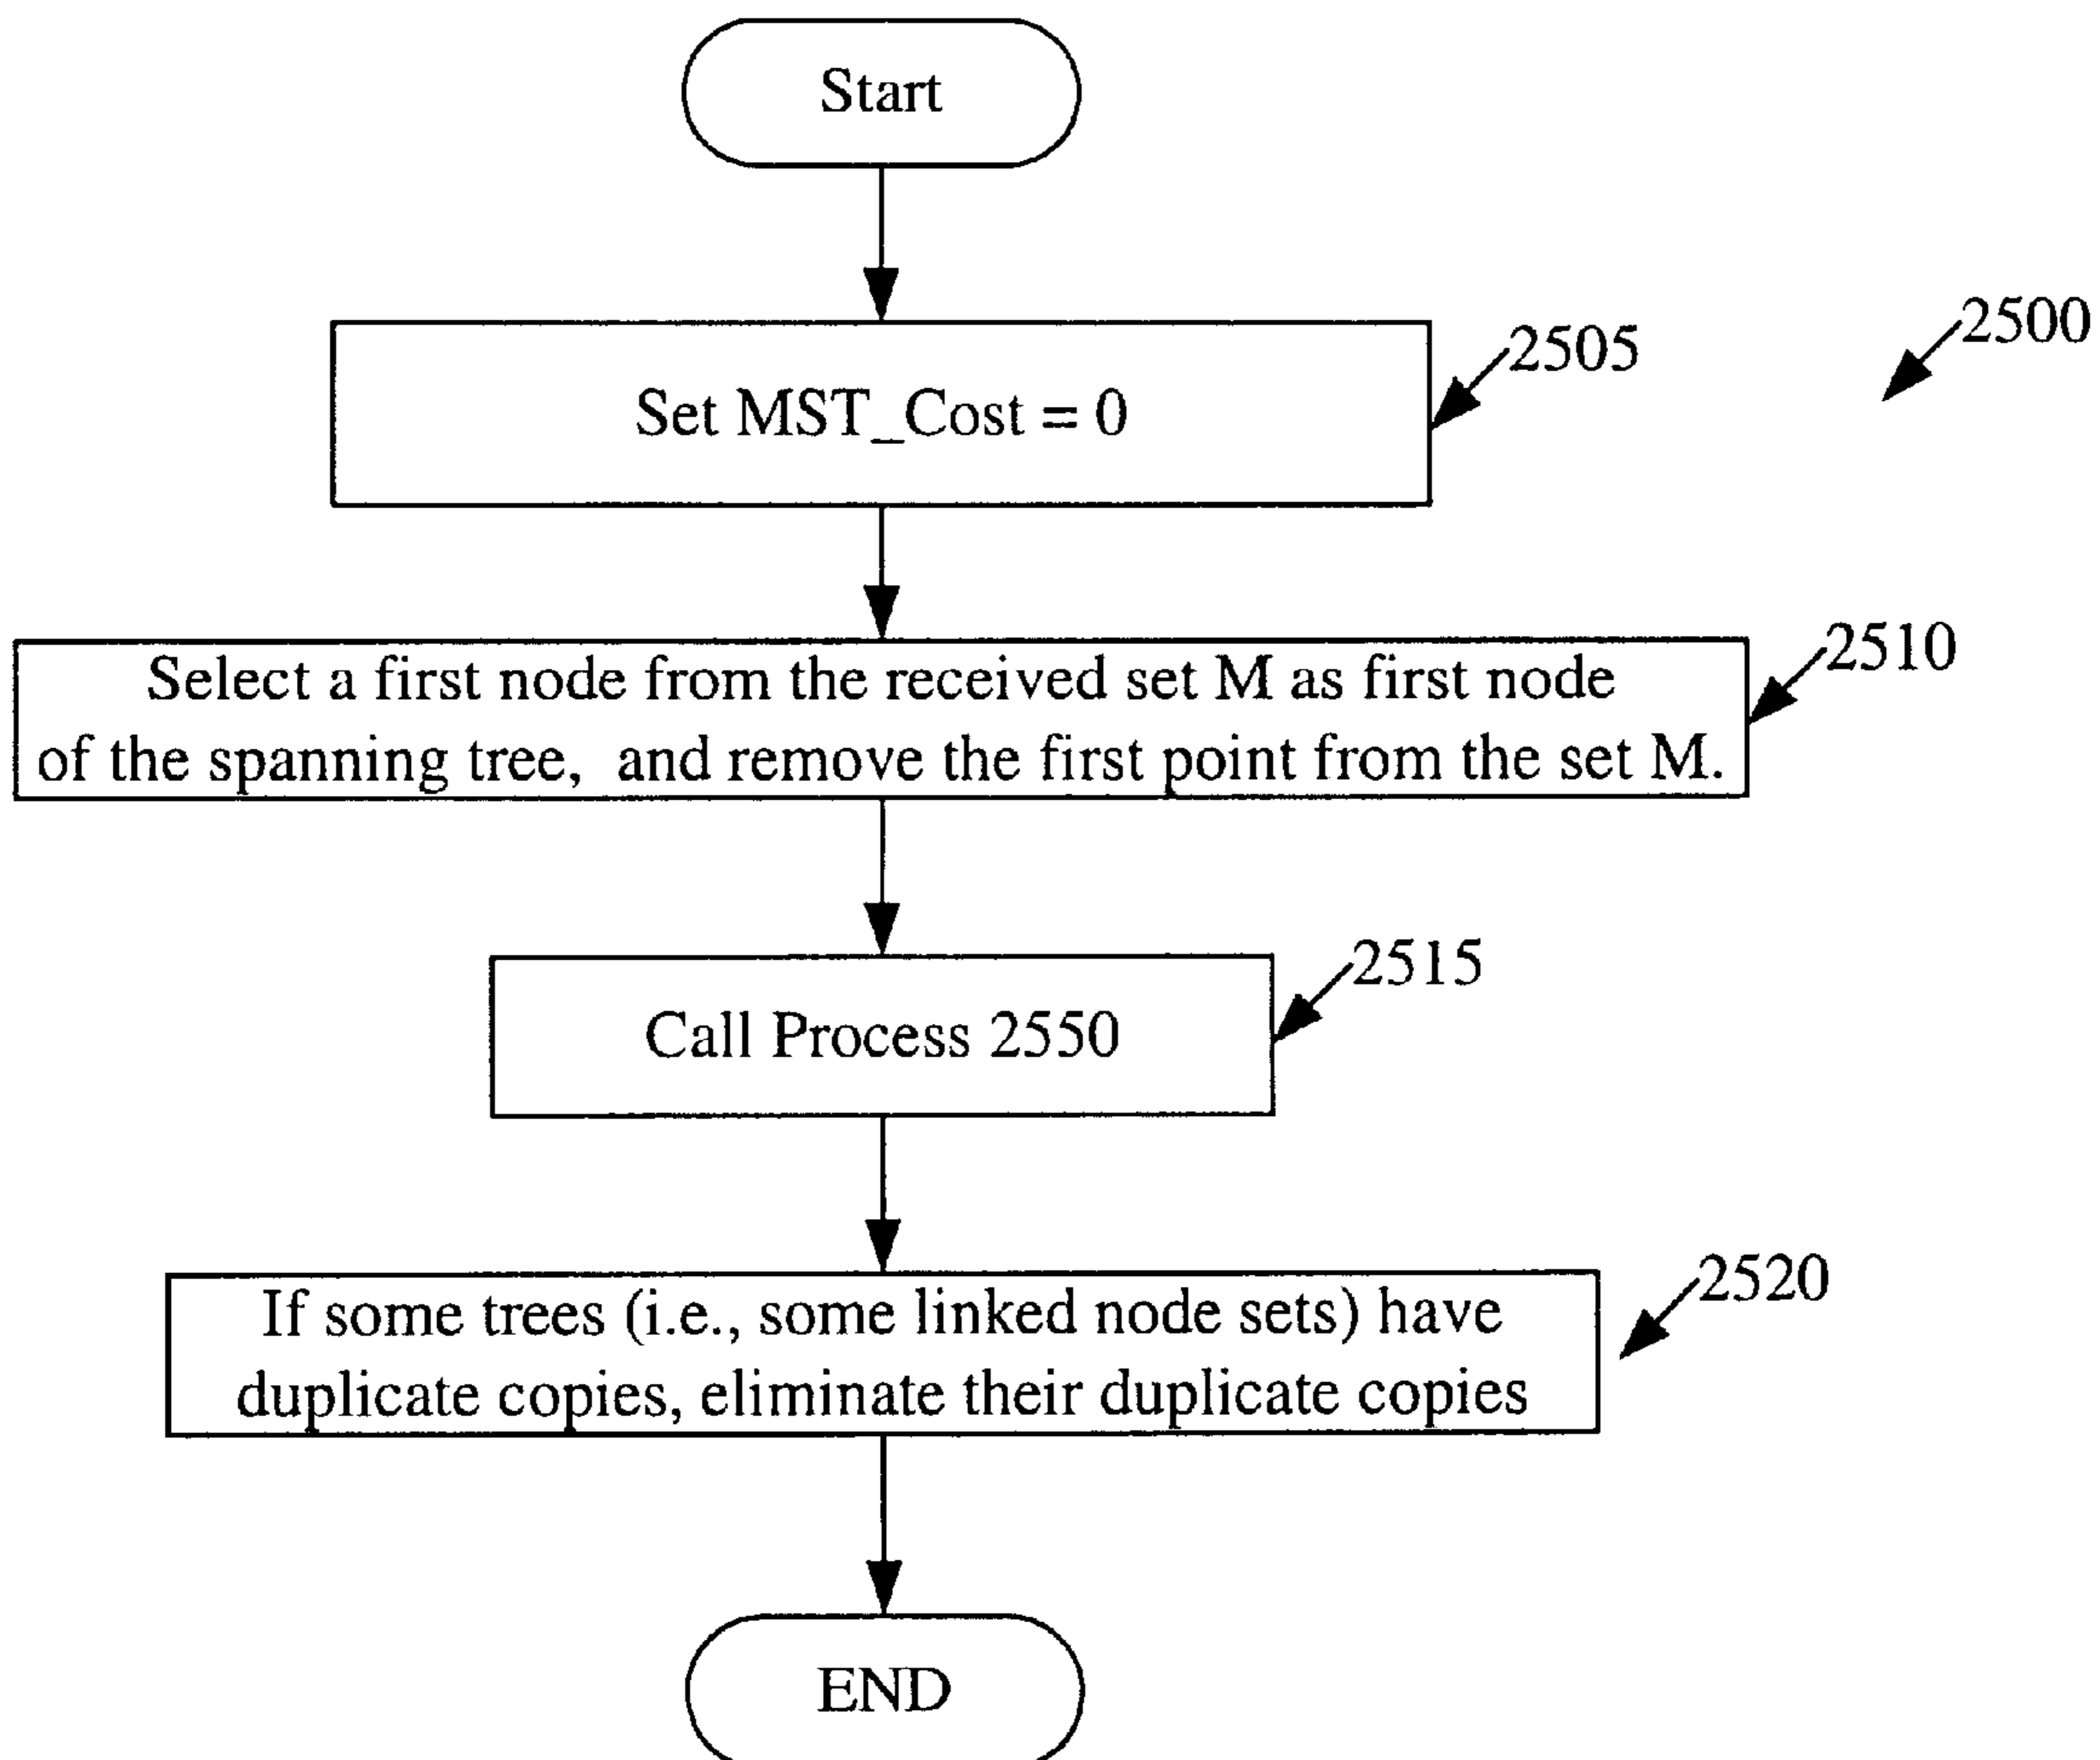 Start
2500
2505
Set MST_Cost = 0
2510
Select a first node from the received set M as first node
of the spanning tree, and remove the first point from the set M.
2515
Call Process 2550
2520
If some trees (i.e., some linked node sets) have
duplicate copies, eliminate their duplicate copies
END